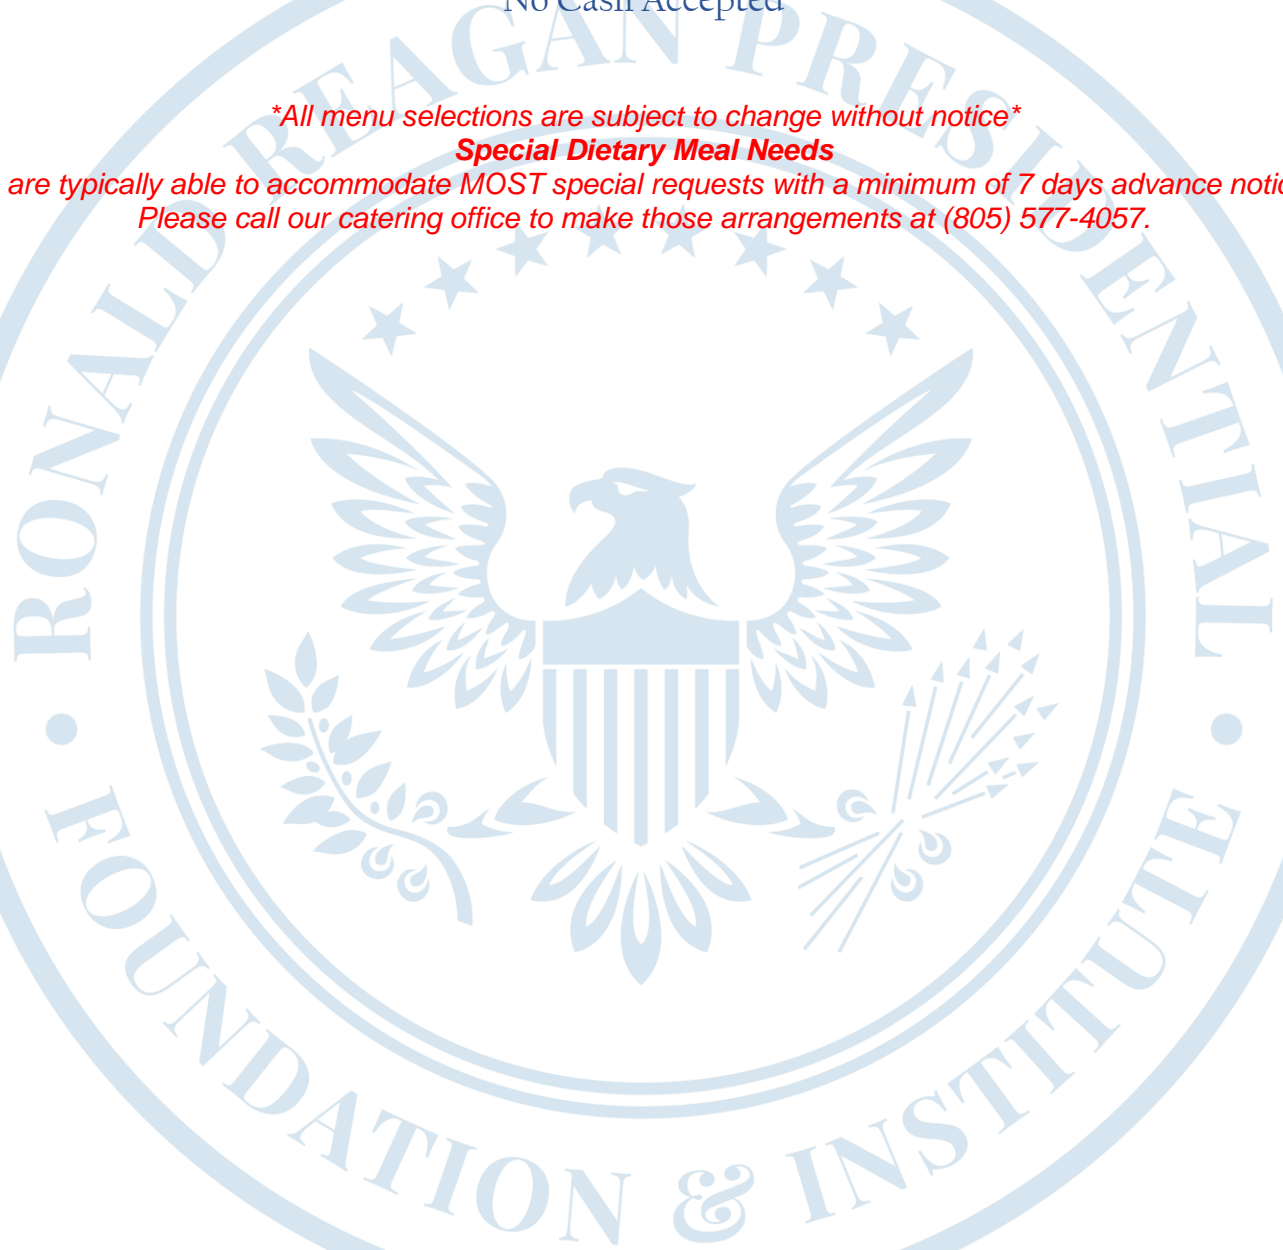 No Cash Accepted
*All menu selections are subject to change without notice*
Special Dietary Meal Needs
are typically able to accommodate MOST special requests with a minimum of 7 days advance notic
Please call our catering office to make those arrangements at (805) 577-4057.
RONALD REAGAN PRESIDENTIAL
• FOUNDATION & INSTITUTE •